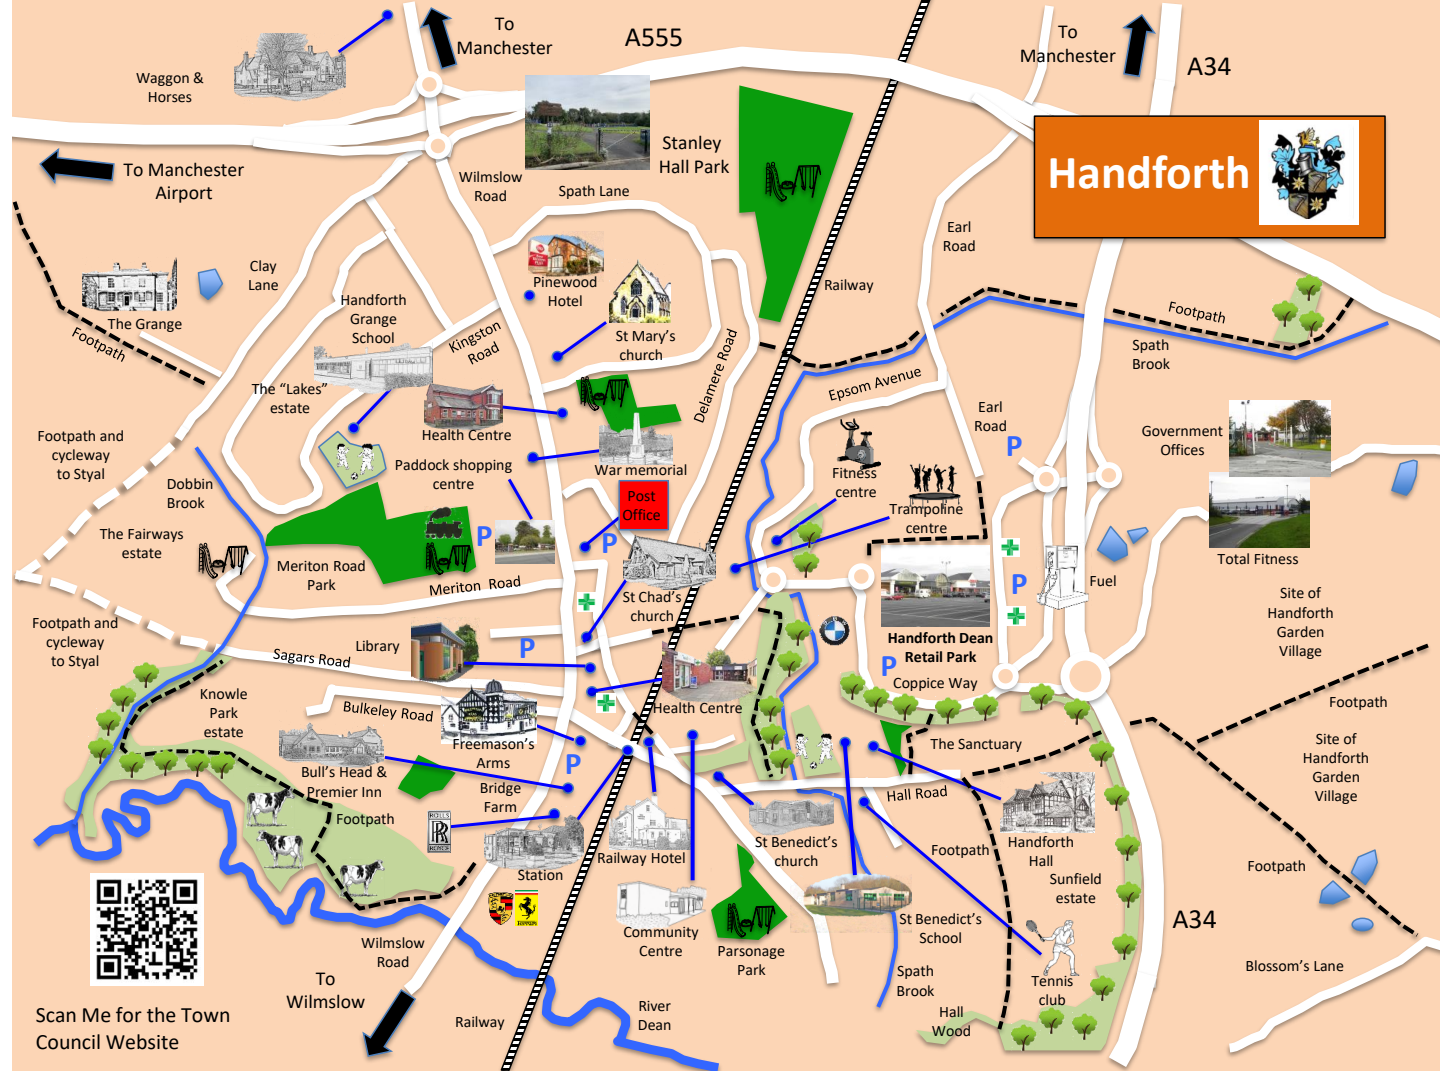 To
Manchester
A555
To
Manchester
A34
Waggon &
Horses
To Manchester
Airport
Wilmslow
Road
Stanley
Hall Park
Spath Lane
Handforth
Earl
Road
Clay
Lane
The Grange
Footpath
Handforth
Grange
School
Kingston
Road
Pinewood
Hotel
St Mary's
church
Railway
Footpath
Spath
Brook
Delamere Road
Epsom Avenue
The "Lakes"
estate
Health Centre
War memorial
Earl
Road
P
Government
Offices
Footpath and
cycleway
to Styal
Dobbin
Brook
Paddock shopping
centre
Post
Office
Fitness
centre
Trampoline
centre
The Fairways
estate
P
P
Meriton Road
Park
Meriton Road
St Chad's
church
P
Fuel
Total Fitness
Site of
Handforth
Garden
Village
Footpath and
cycleway
to Styal
Library
P
Sagars Road
Handforth Dean
Retail Park
P
Coppice Way
Knowle
Park
estate
Bulkeley Road
Health Centre
Footpath
Freemason's
Arms
P
The Sanctuary
Site of
Handforth
Garden
Village
Bull's Head &
Premier Inn
Bridge
Farm
Hall Road
Footpath
ROLLS
RR
ROYCE
Station
Railway Hotel
St Benedict's
church
Footpath
Handforth
Hall
Sunfield
estate
Footpath
Community
Centre
Parsonage
Park
St Benedict's
School
A34
Wilmslow
Road
Spath
Brook
Tennis
club
Blossom's Lane
To
Wilmslow
Railway
River
Dean
Hall
Wood
Scan Me for the Town
Council Website